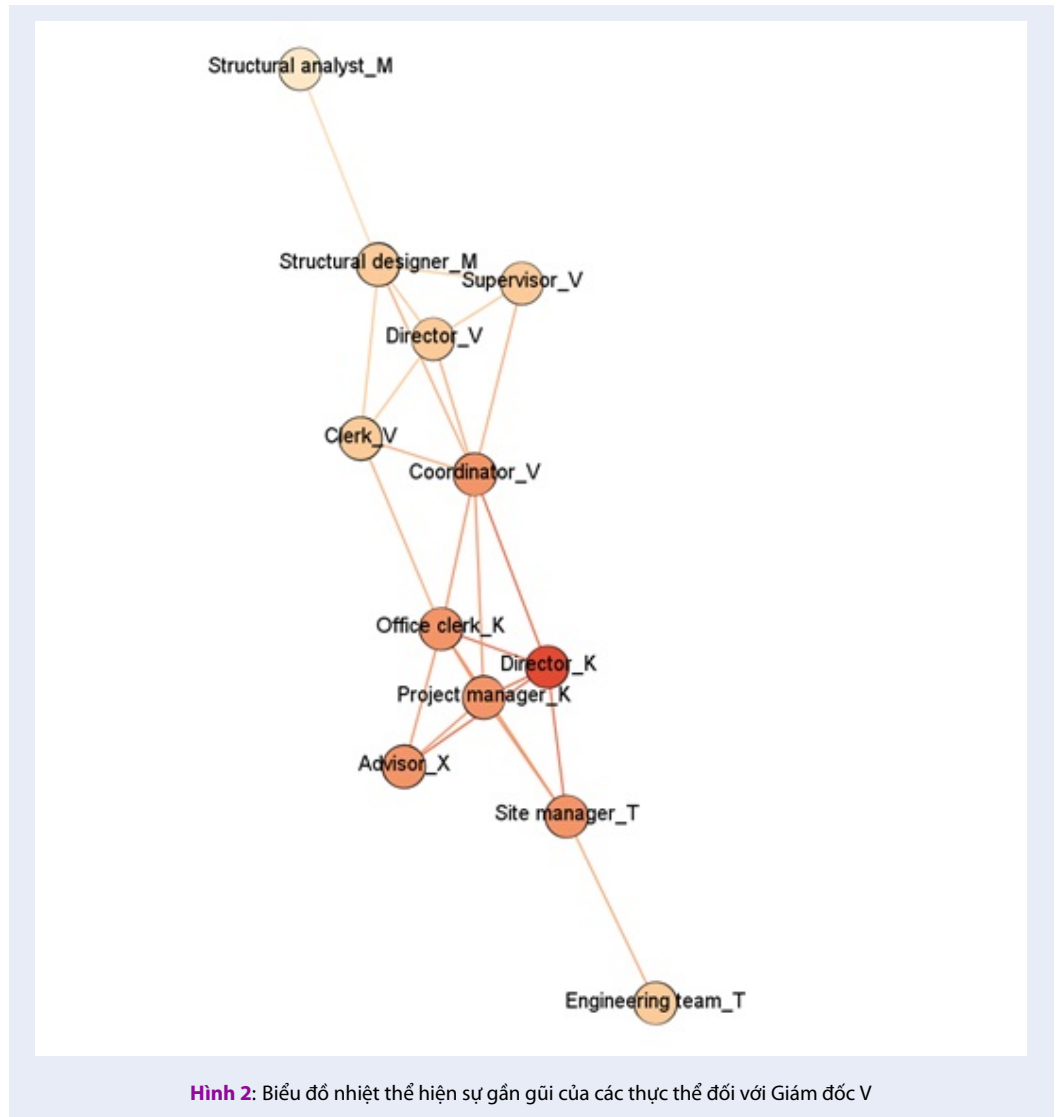 Structural analyst_M
Structural designer_M
Supervisor_V
Director_V
Clerk_V
Coordinator_V
Office clerk_K
Director_K
Project manager_K
Advisor_X
Site manager_T
Engineering team_T
Hình 2: Biểu đồ nhiệt thể hiện sự gần gũi của các thực thể đối với Giám đốc V